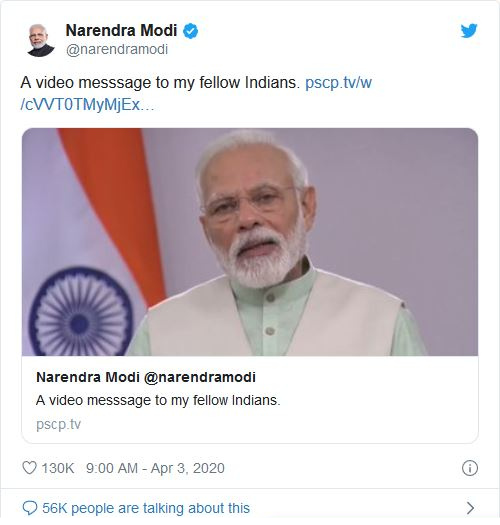 Narendra Modi
@narendramodi
A video messsage to my fellow Indians. pscp.tv/w
/cVVT0TMyMjEx…
Narendra Modi @narendramodi
A video messsage to my fellow Indians.
pscp.tv
130K 9:00 AM - Apr 3, 2020
56K people are talking about this